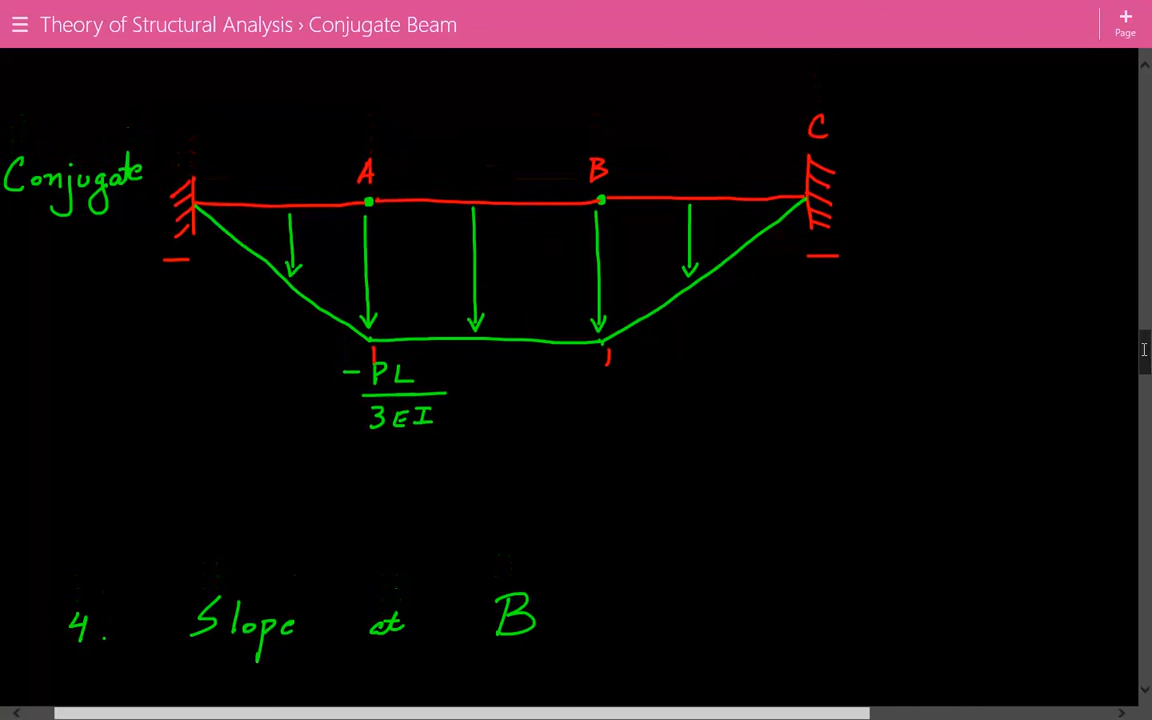 Theory of Structural Analysis › Conjugate Beam
Page
C
A
B
Conjugate
- PL
3EI
4. Slope at B